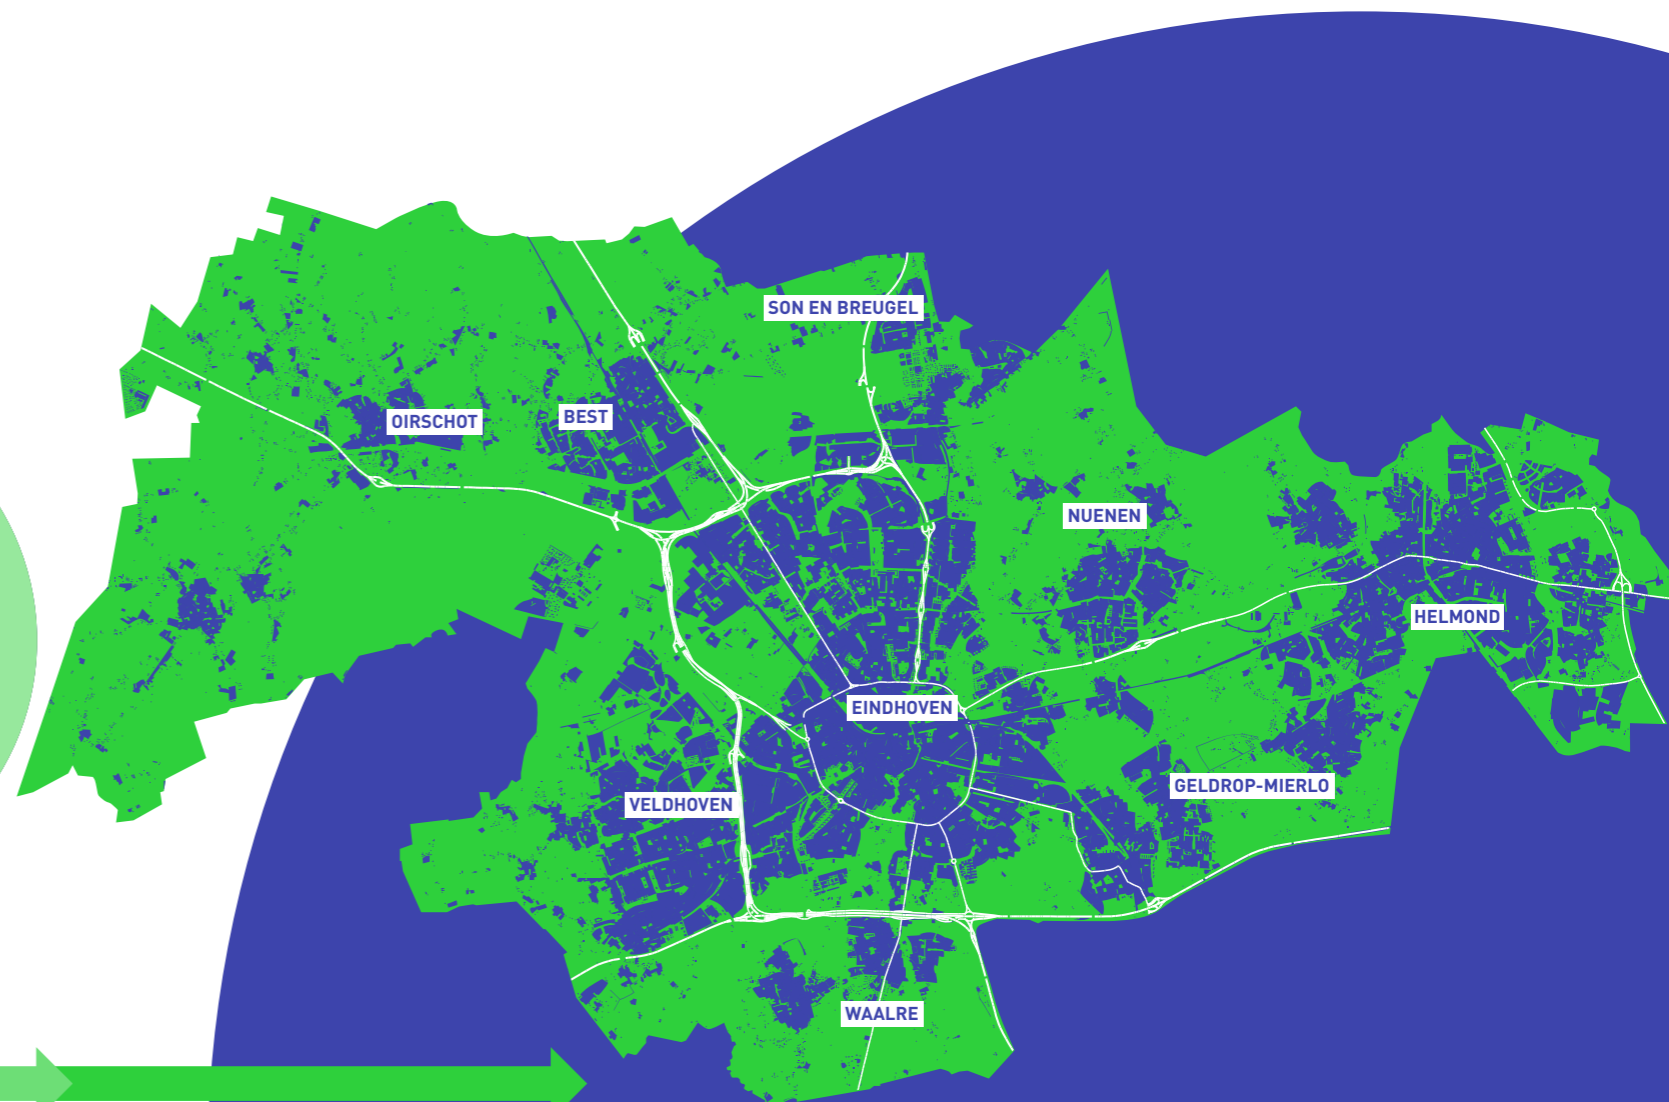 SON EN BREUGEL
OIRSCHOT
BEST
NUENEN
HELMOND
EINDHOVEN
GELDROP-MIERLO
VELDHOVEN
WAALRE